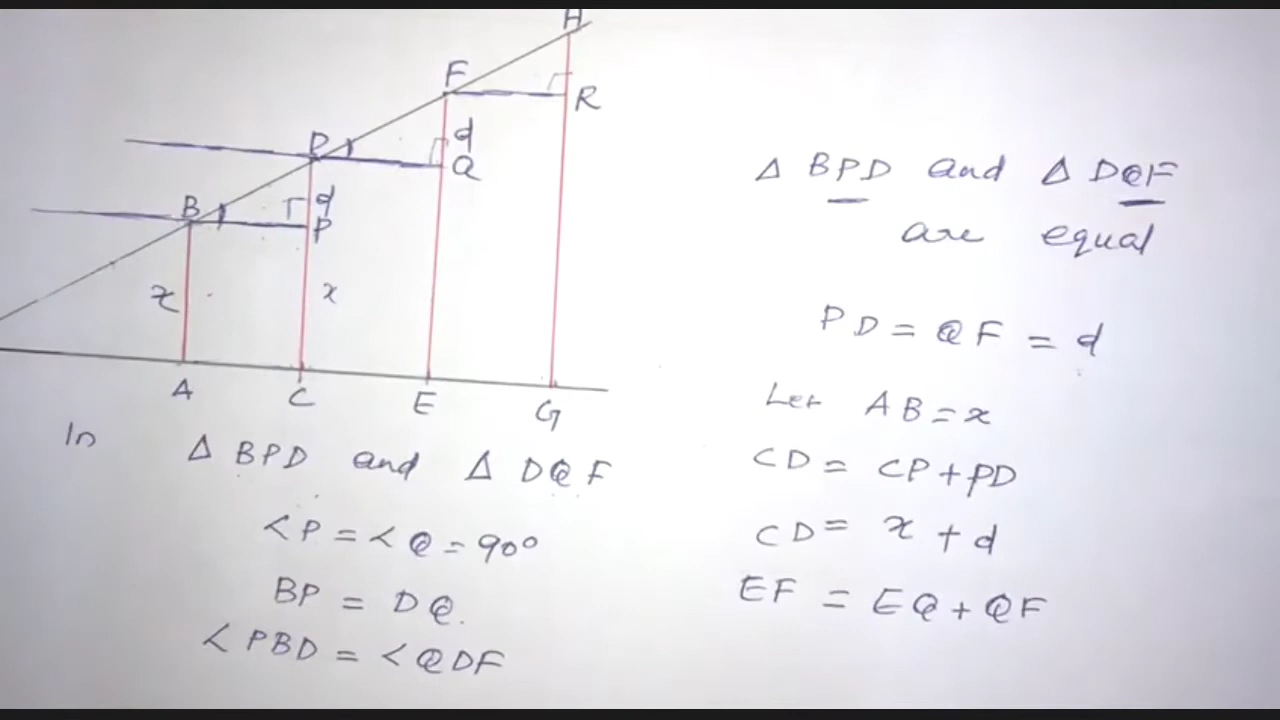 H
F
R
D
d
Q
B
d
P
x
x
A
C
E
G
In
Δ BPD and Δ DQF
<P = <Q = 90°
BP = DQ.
<PBD = <QDF
Δ BPD and Δ DQF
are equal
PD = QF = d
Let AB = x
CD = CP + PD
CD = x + d
EF = EQ + QF